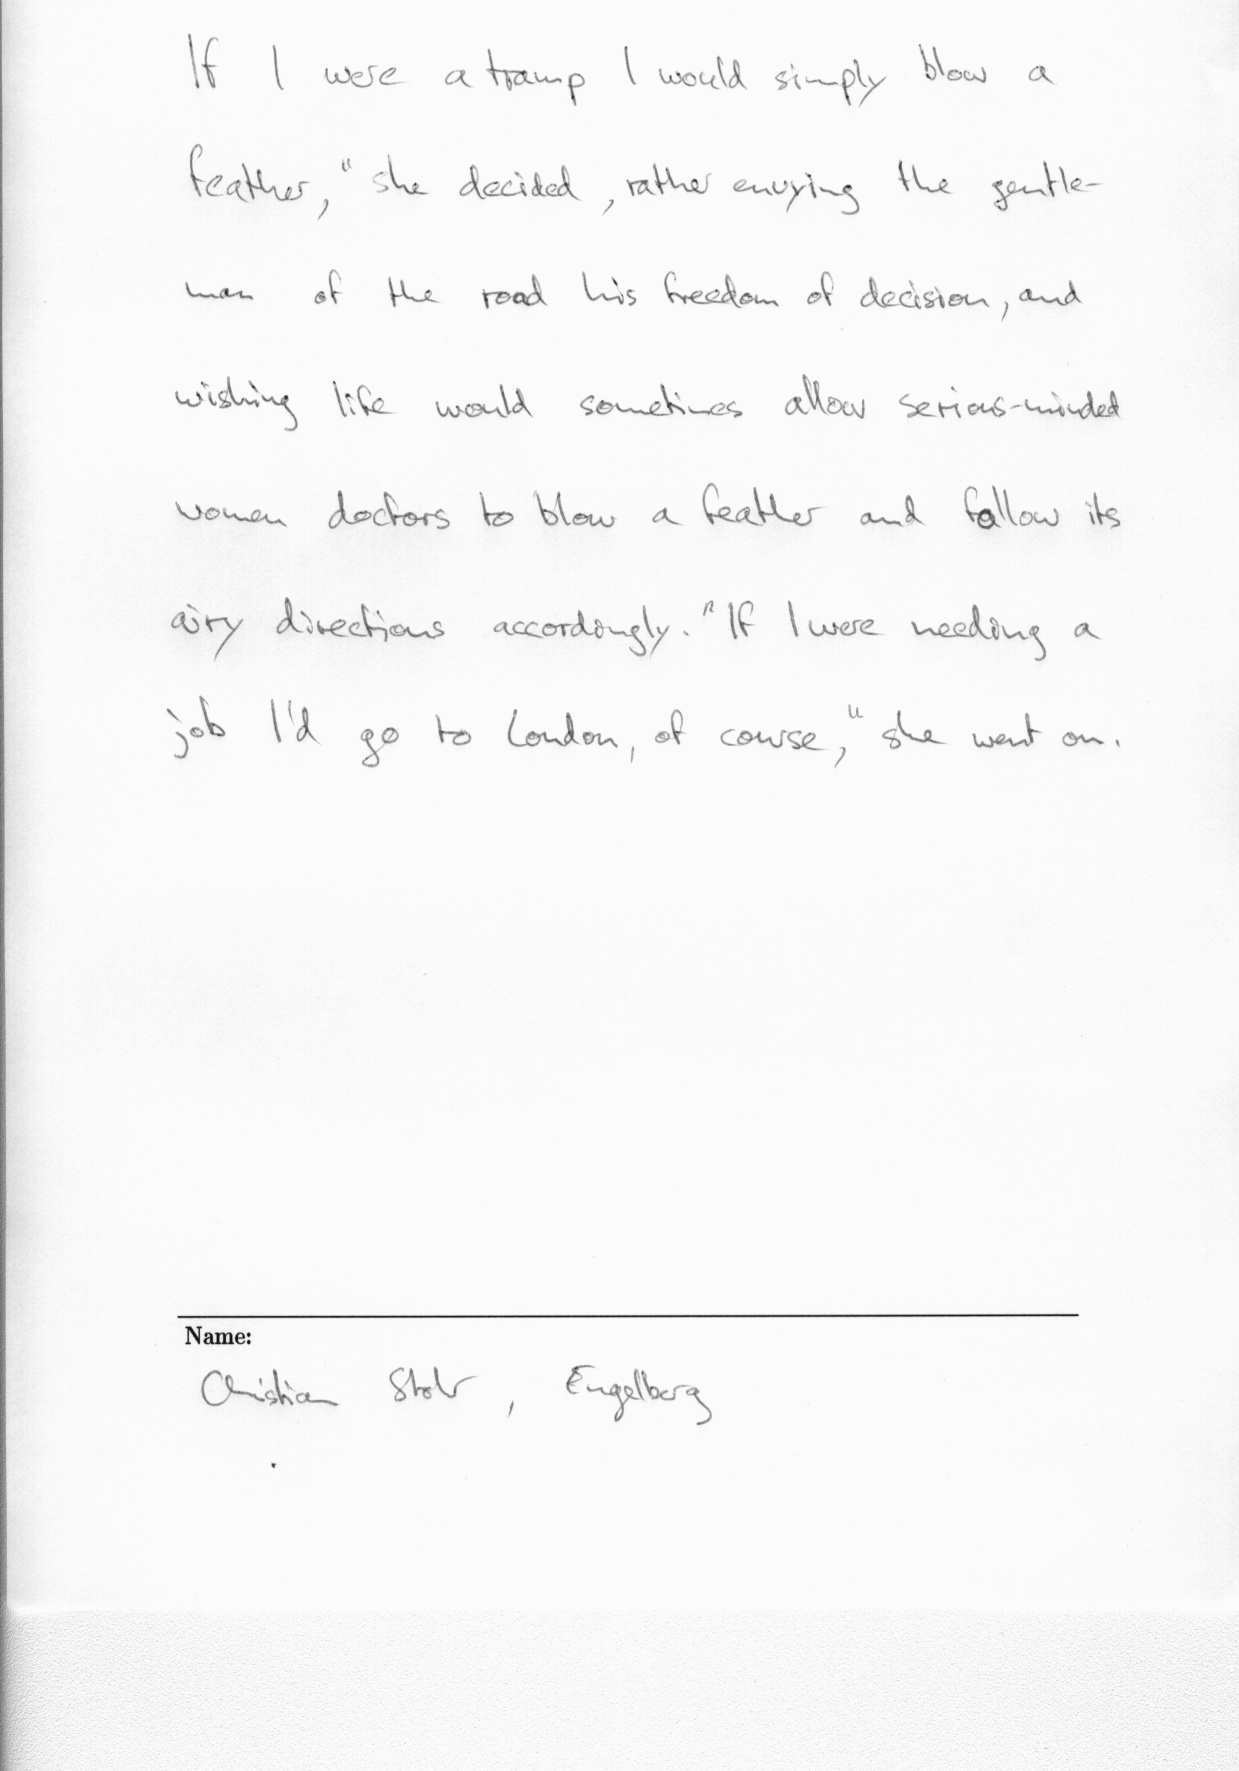 If I were a tramp I would simply blow a
feather," she decided, rather envying the gentle-
man of the road his freedom of decision, and
wishing life would sometimes allow serious-minded
women doctors to blow a feather and follow its
airy directions accordingly. "If I were needing a
job I'd go to London, of course," she went on.
Name:
Christian , Engelberg